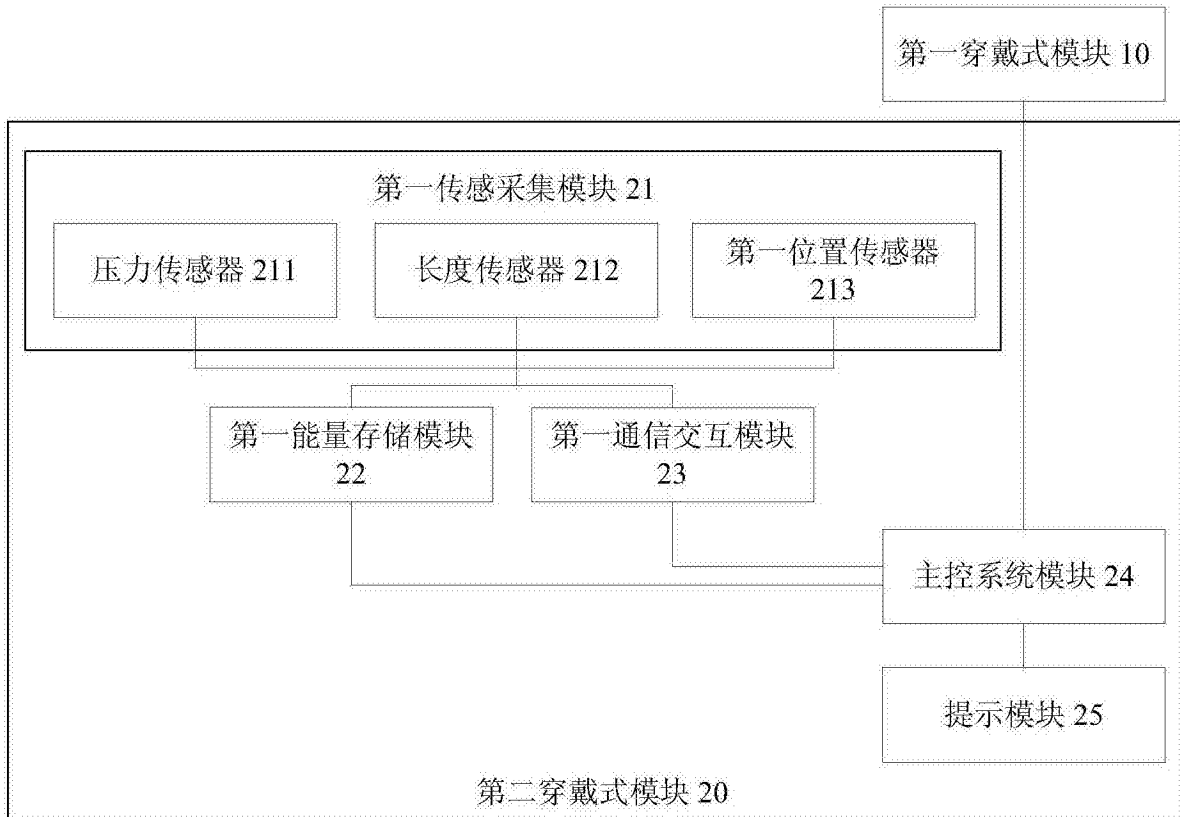 第一穿戴式模块 10
第一传感采集模块 21
压力传感器 211
长度传感器 212
第一位置传感器
213
第一能量存储模块
22
第一通信交互模块
23
主控系统模块 24
提示模块 25
第二穿戴式模块 20